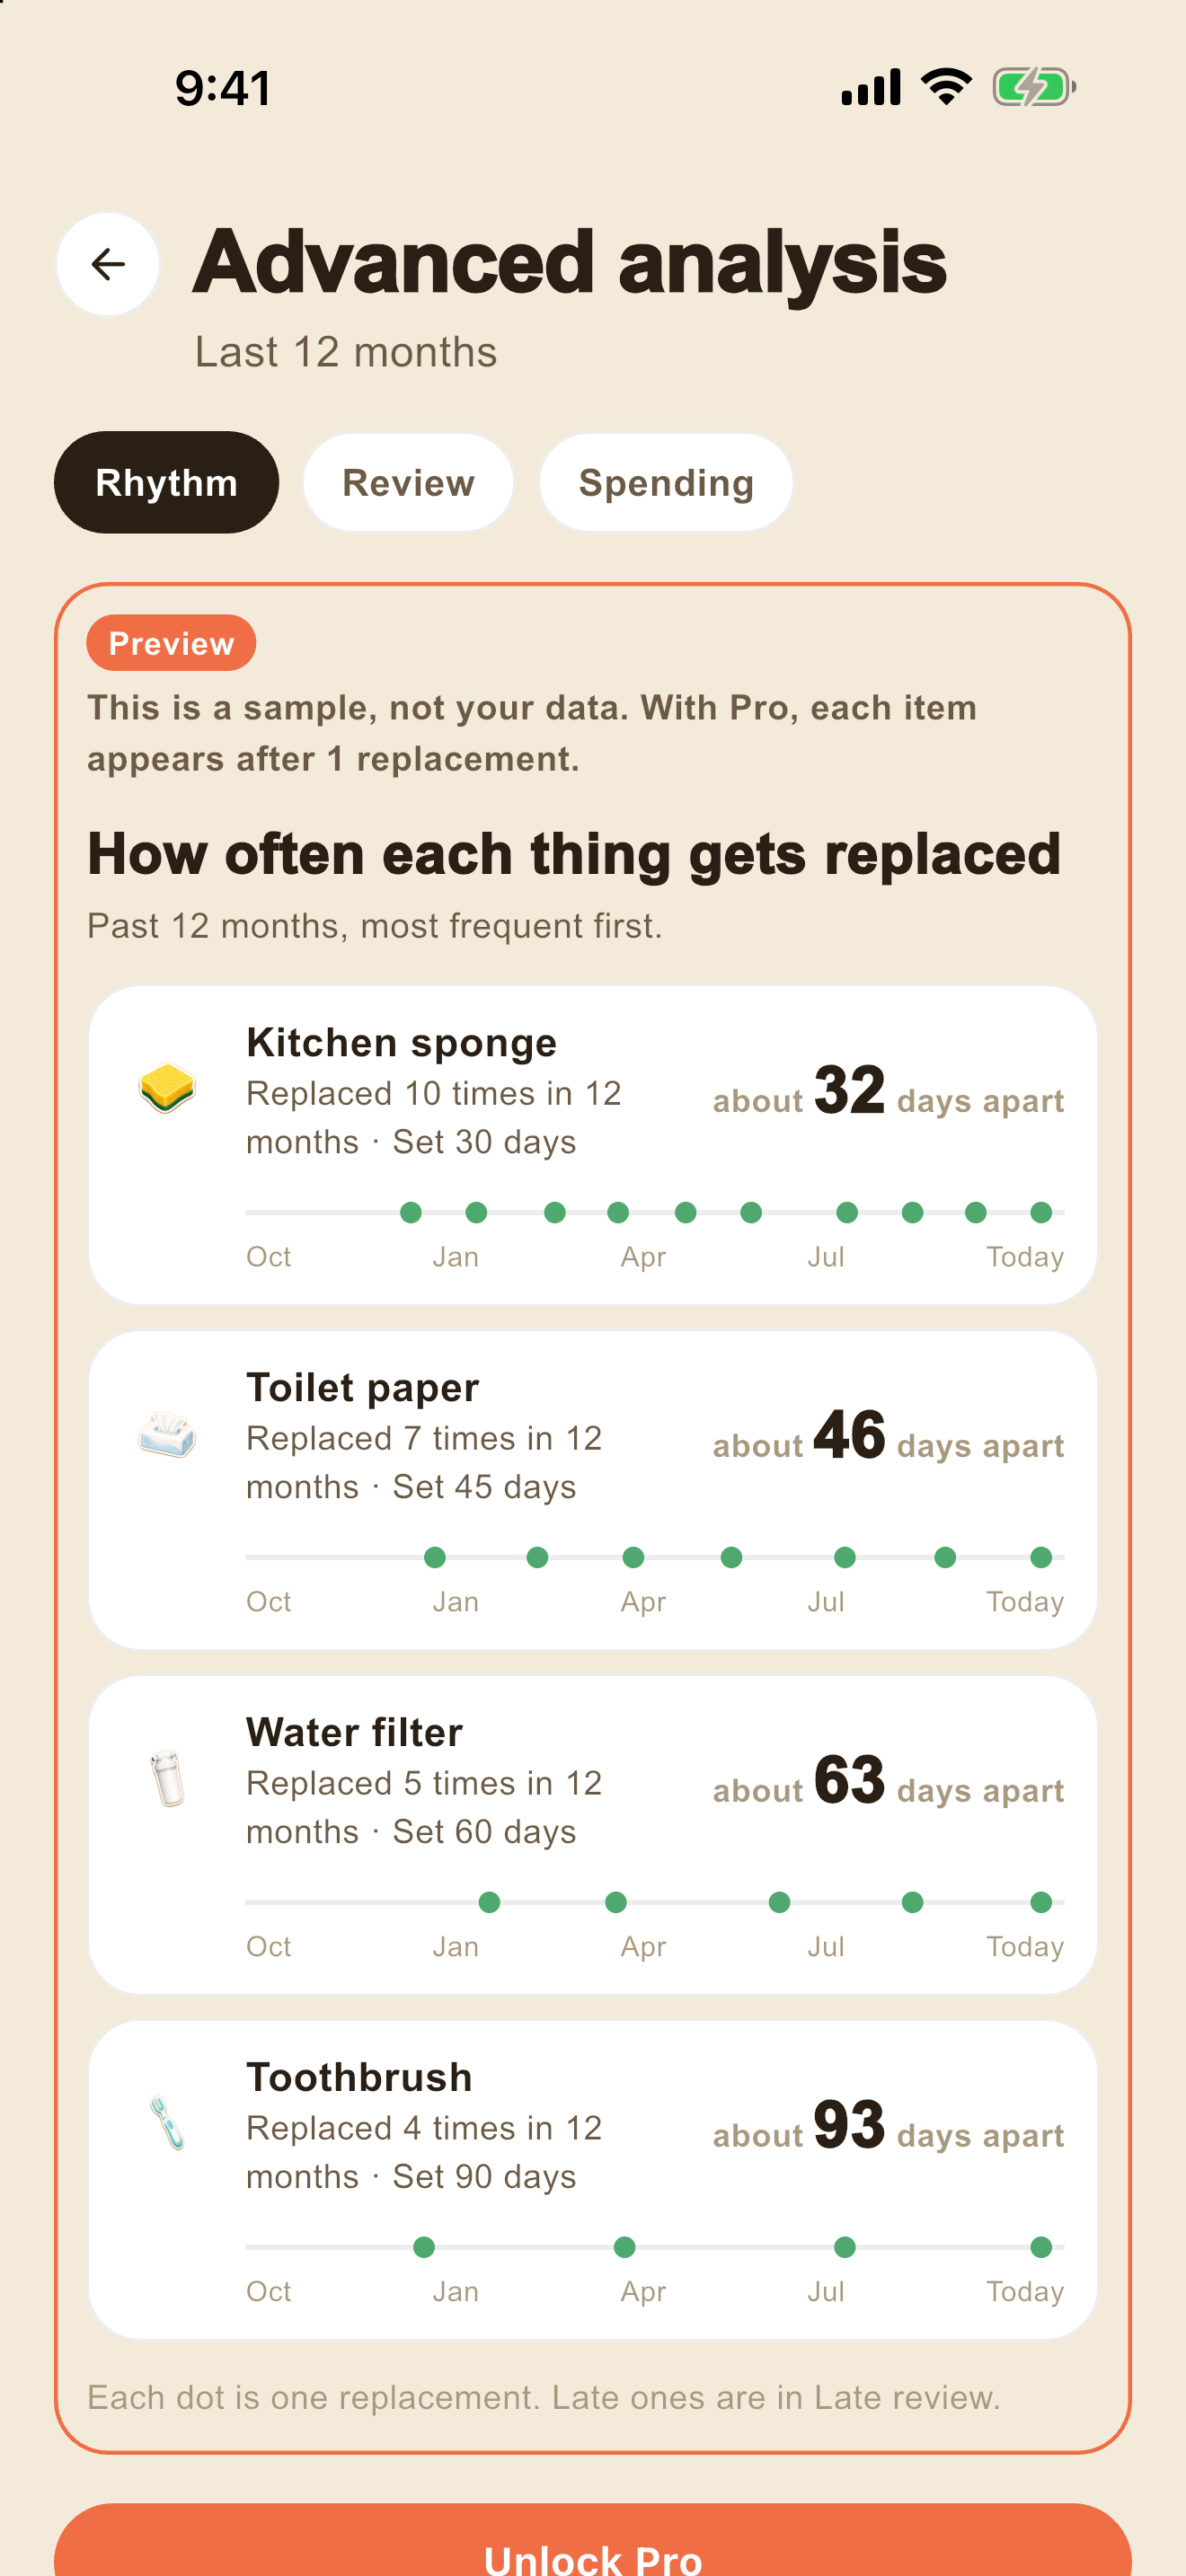 9:41
Advanced analysis
Last 12 months
Rhythm
Review
Spending
Preview
This is a sample, not your data. With Pro, each item
appears after 1 replacement.
How often each thing gets replaced
Past 12 months, most frequent first.
Kitchen sponge
Replaced 10 times in 12
months · Set 30 days
about 32 days apart
Oct Jan Apr Jul Today
Toilet paper
Replaced 7 times in 12
months · Set 45 days
about 46 days apart
Oct Jan Apr Jul Today
Water filter
Replaced 5 times in 12
months · Set 60 days
about 63 days apart
Oct Jan Apr Jul Today
Toothbrush
Replaced 4 times in 12
months · Set 90 days
about 93 days apart
Oct Jan Apr Jul Today
Each dot is one replacement. Late ones are in Late review.
Unlock Pro